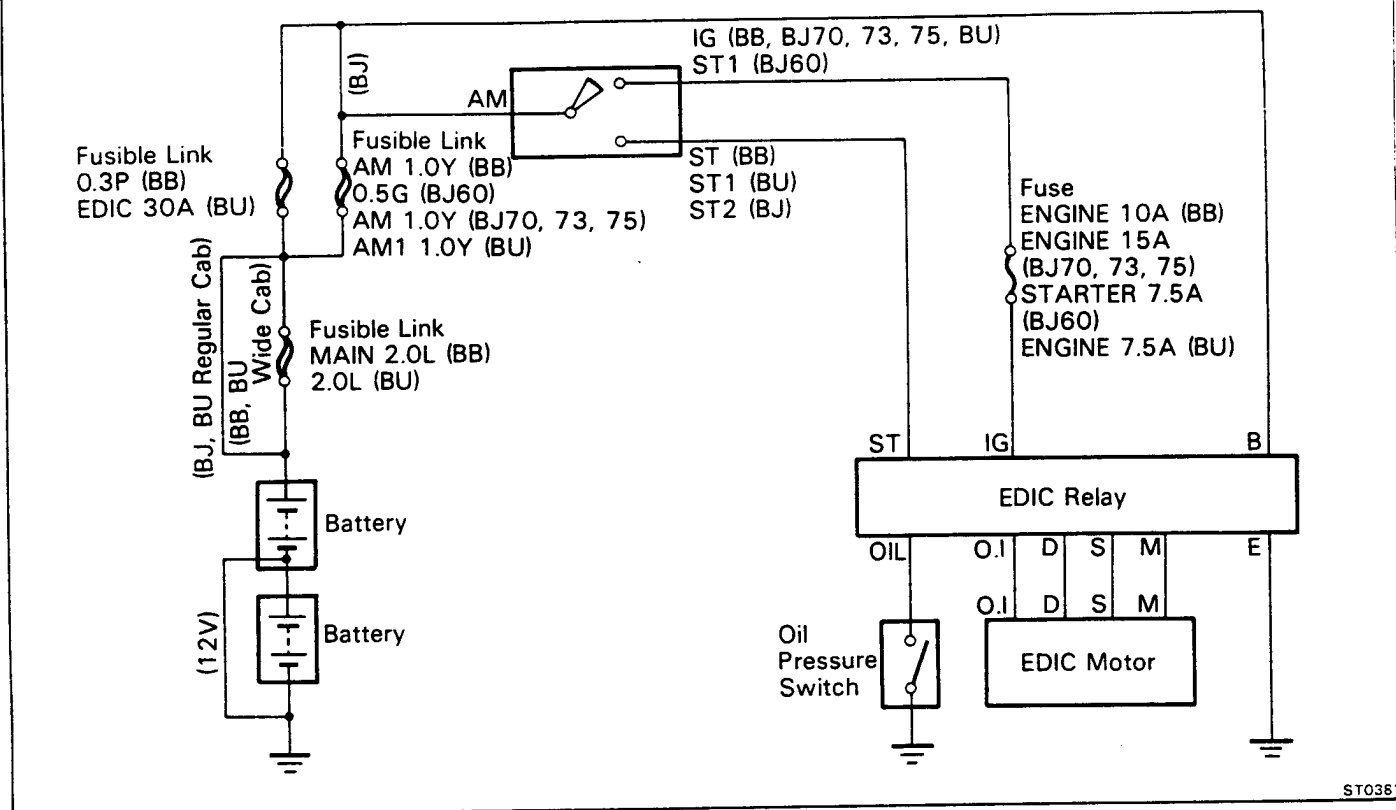 IG (BB, BJ70, 73, 75, BU)
ST1 (BJ60)
(BJ)
AM
Fusible Link
0.3P (BB)
EDIC 30A (BU)
Fusible Link
AM 1.0Y (BB)
0.5G (BJ60)
AM 1.0Y (BJ70, 73, 75)
AM1 1.0Y (BU)
ST (BB)
ST1 (BU)
ST2 (BJ)
Fuse
ENGINE 10A (BB)
ENGINE 15A
(BJ70, 73, 75)
STARTER 7.5A
(BJ60)
ENGINE 7.5A (BU)
(BJ, BU Regular Cab)
(BB, BU
Wide Cab)
Fusible Link
MAIN 2.0L (BB)
2.0L (BU)
ST IG B
EDIC Relay
OIL O.I D S M E
Battery
(12V)
Battery
O.I D S M
Oil
Pressure
Switch
EDIC Motor